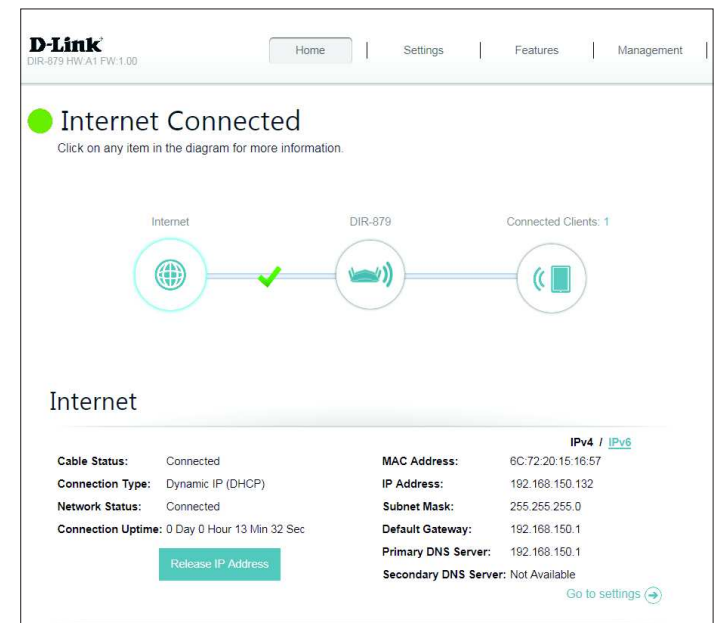 D-Link
DIR-879 HW:A1 FW:1.00
Home | Settings | Features | Management |
Internet Connected
Click on any item in the diagram for more information.
Internet
DIR-879
Connected Clients: 1
Internet
IPv4 / IPv6
Cable Status: Connected
Connection Type: Dynamic IP (DHCP)
Network Status: Connected
Connection Uptime: 0 Day 0 Hour 13 Min 32 Sec
Release IP Address
MAC Address: 6C:72:20:15:16:57
IP Address: 192.168.150.132
Subnet Mask: 255.255.255.0
Default Gateway: 192.168.150.1
Primary DNS Server: 192.168.150.1
Secondary DNS Server: Not Available
Go to settings